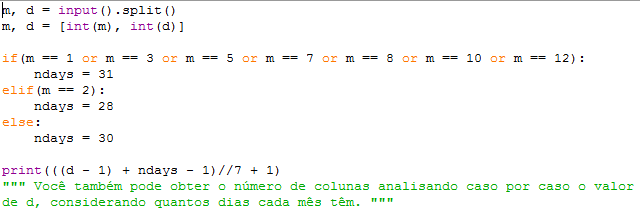 m, d = input().split()
m, d = [int(m), int(d)]
if(m == 1 or m == 3 or m == 5 or m == 7 or m == 8 or m == 10 or m == 12):
    ndays = 31
elif(m == 2):
    ndays = 28
else:
    ndays = 30
print(((d - 1) + ndays - 1)//7 + 1)
""" Você também pode obter o número de colunas analisando caso por caso o valor
de d, considerando quantos dias cada mês têm. """